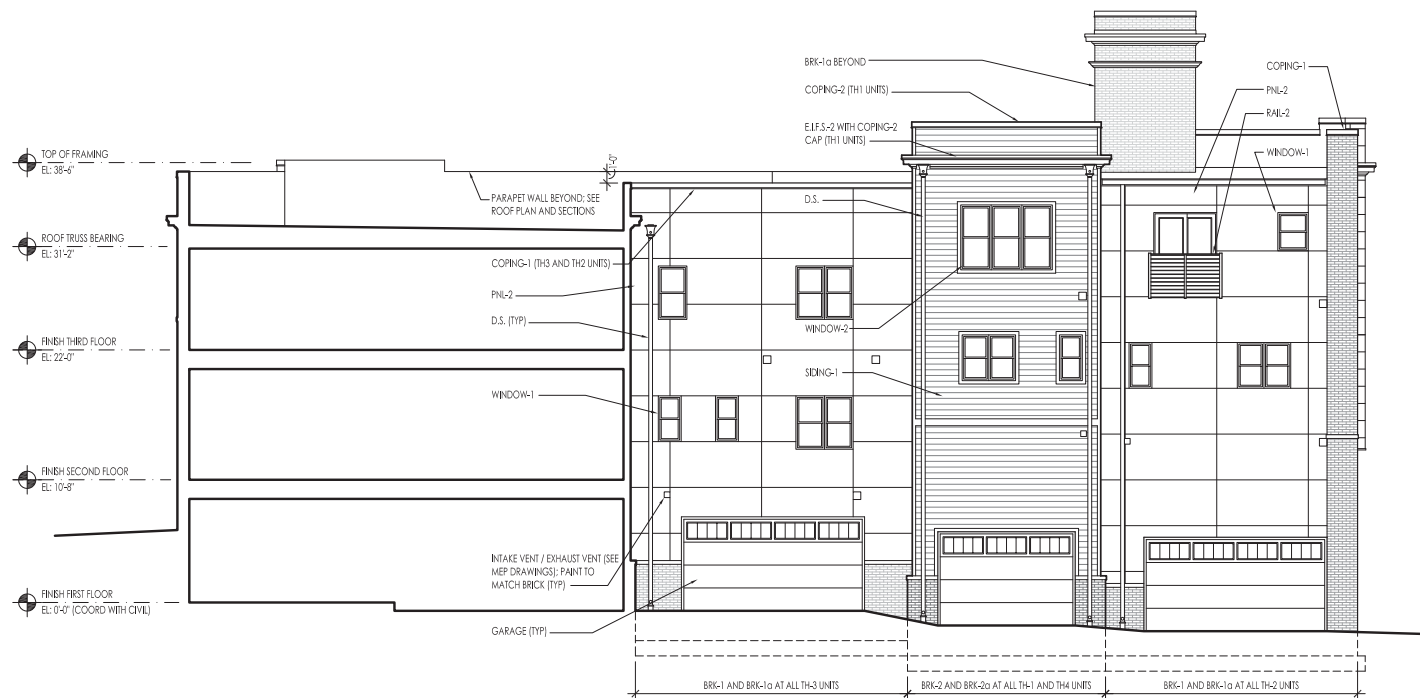 BRK-1a BEYOND
COPING-2 (TH1 UNITS)
E.I.F.S.-2 WITH COPING-2
CAP (TH1 UNITS)
COPING-1
PNL-2
RAIL-2
WINDOW-1
TOP OF FRAMING
EL: 38'-6"
1'-0"
PARAPET WALL BEYOND; SEE
ROOF PLAN AND SECTIONS
D.S.
ROOF TRUSS BEARING
EL: 31'-2"
COPING-1 (TH3 AND TH2 UNITS)
PNL-2
D.S. (TYP)
WINDOW-2
FINISH THIRD FLOOR
EL: 22'-0"
SIDING-1
WINDOW-1
FINISH SECOND FLOOR
EL: 10'-8"
INTAKE VENT / EXHAUST VENT (SEE
MEP DRAWINGS); PAINT TO
MATCH BRICK (TYP)
FINISH FIRST FLOOR
EL: 0'-0" (COORD WITH CIVIL)
GARAGE (TYP)
BRK-1 AND BRK-1a AT ALL TH-3 UNITS
BRK-2 AND BRK-2a AT ALL TH-1 AND TH4 UNITS
BRK-1 AND BRK-1a AT ALL TH-2 UNITS